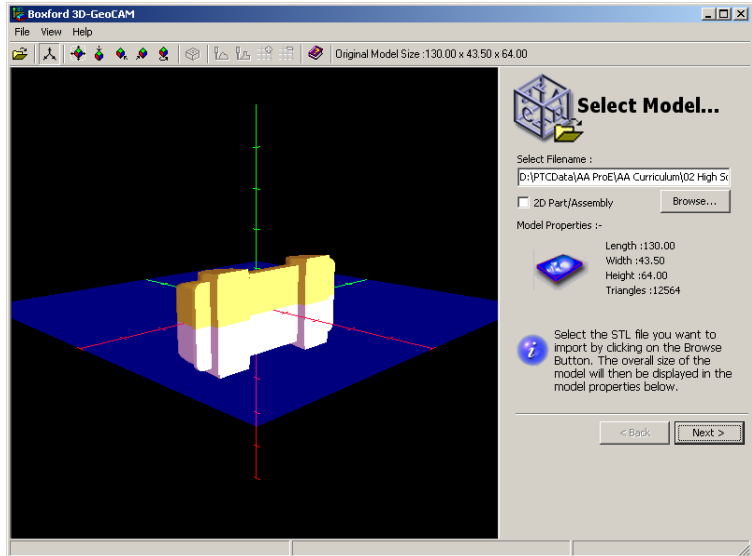 Boxford 3D-GeoCAM
File View Help
Original Model Size :130.00 x 43.50 x 64.00
Select Model...
Select Filename :
D:\PTCData\AA ProE\AA Curriculum\02 High Sc
2D Part/Assembly
Browse...
Model Properties :-
Length :130.00
Width :43.50
Height :64.00
Triangles :12564
Select the STL file you want to
import by clicking on the Browse
Button. The overall size of the
model will then be displayed in the
model properties below.
< Back
Next >